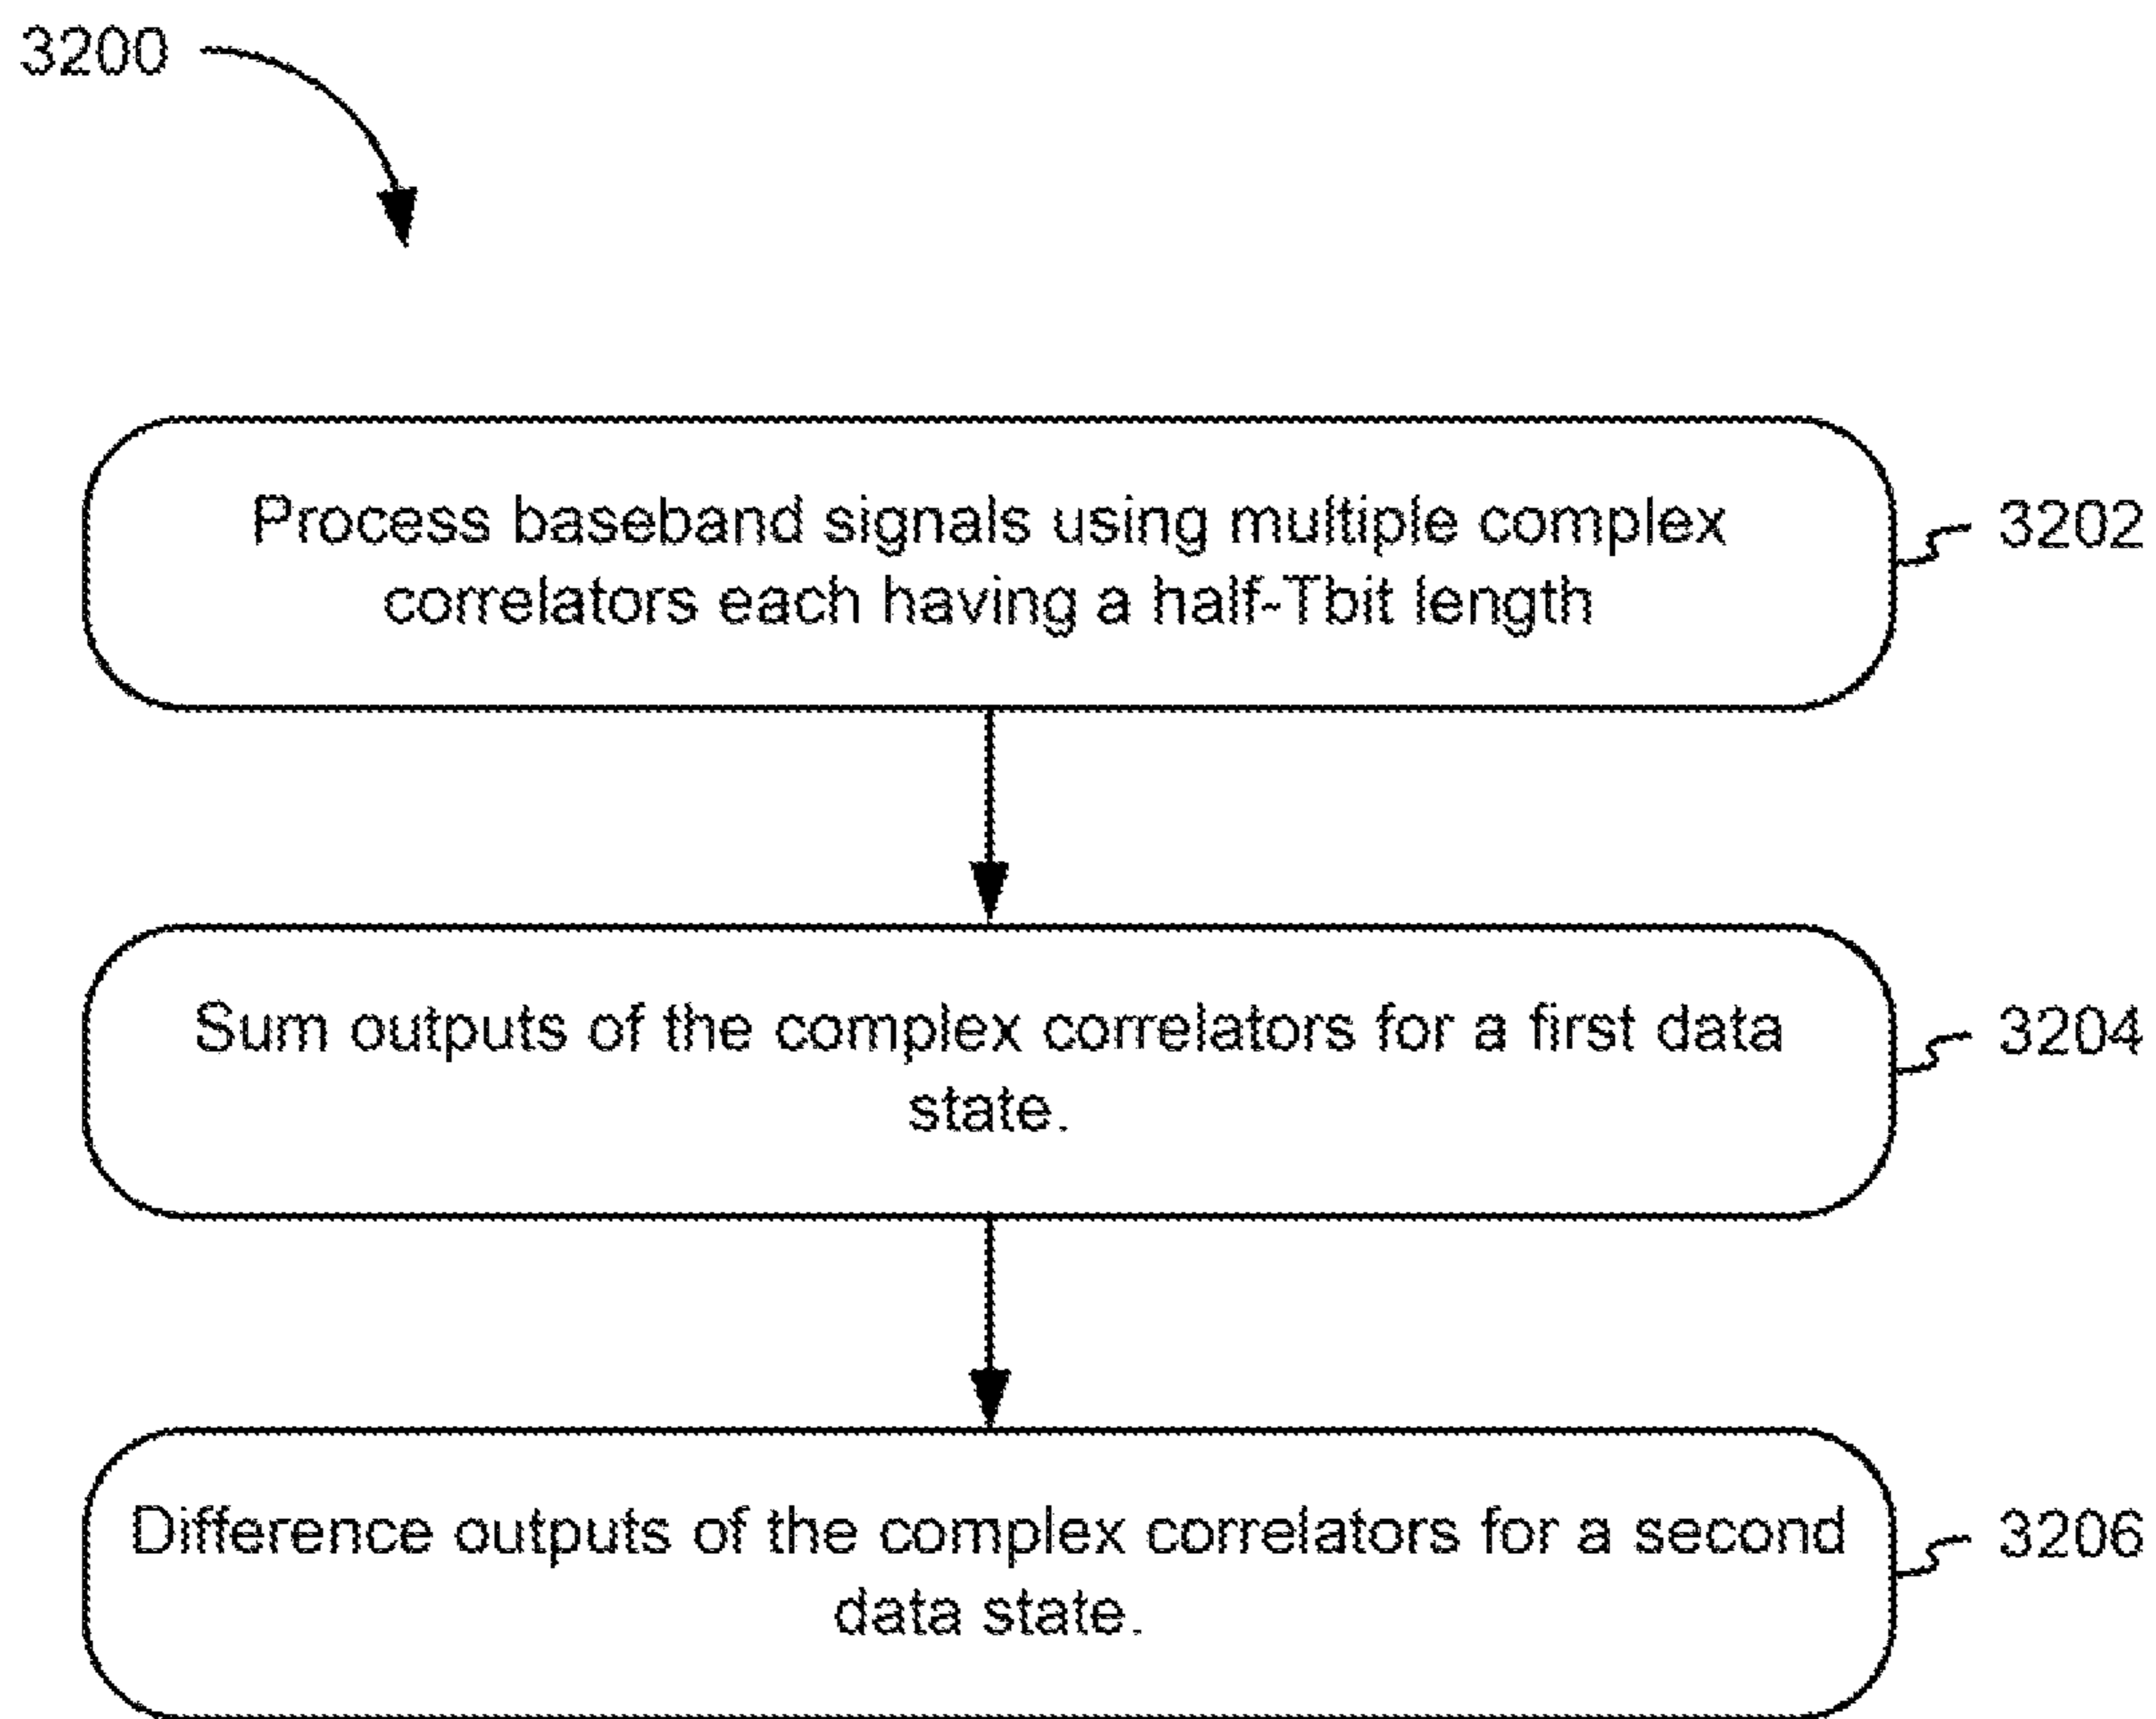 3200
Process baseband signals using multiple complex
correlators each having a half-Tbit length
3202
Sum outputs of the complex correlators for a first data
state.
3204
Difference outputs of the complex correlators for a second
data state.
3206